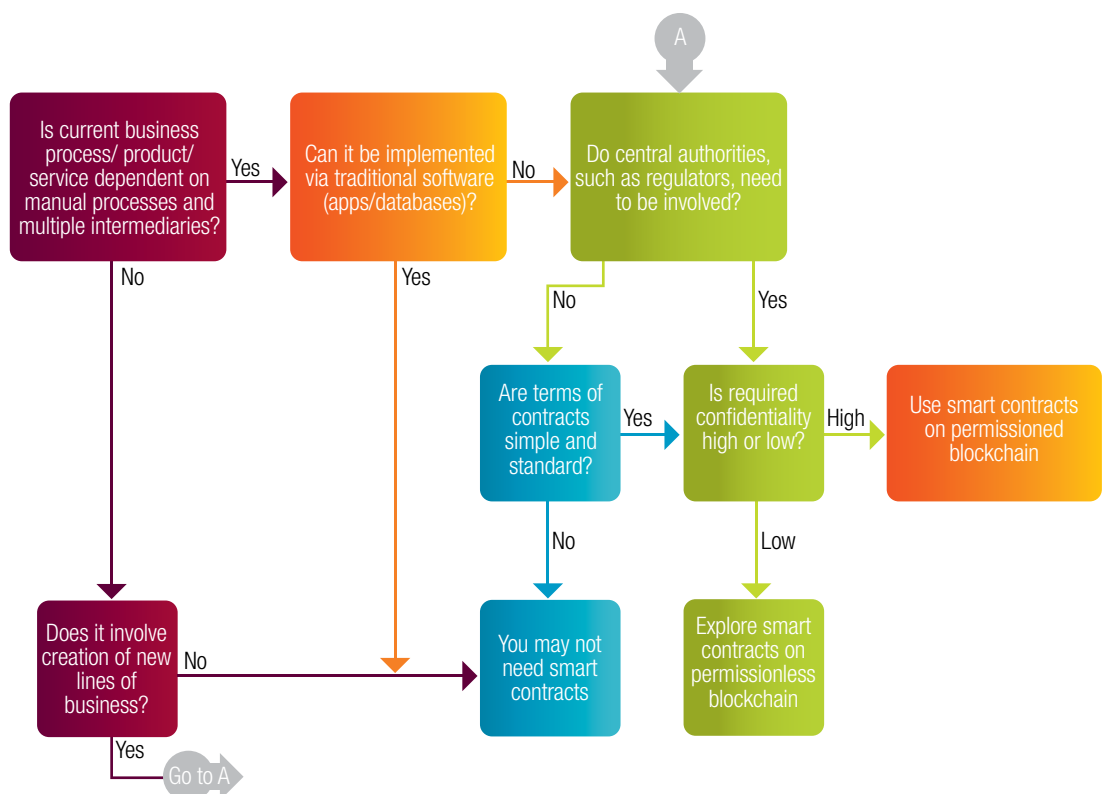 A
Is current business
process/ product/
service dependent on
manual processes and
multiple intermediaries?
Yes
Can it be implemented
via traditional software
(apps/databases)?
No
Do central authorities,
such as regulators, need
to be involved?
No
Yes
No
Yes
Are terms of
contracts
simple and
standard?
Yes
Is required
confidentiality
high or low?
High
Use smart contracts
on permissioned
blockchain
No
Low
Does it involve
creation of new
lines of
business?
No
You may not
need smart
contracts
Explore smart
contracts on
permissionless
blockchain
Yes
Go to A